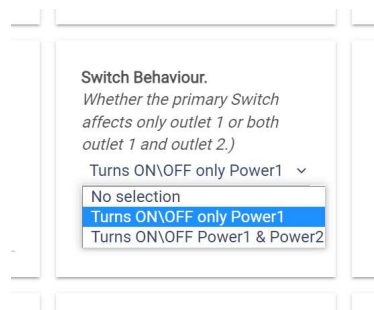 Switch Behaviour.
Whether the primary Switch
affects only outlet 1 or both
outlet 1 and outlet 2.)
Turns ON\OFF only Power1
No selection
Turns ON\OFF only Power1
Turns ON\OFF Power1 & Power2